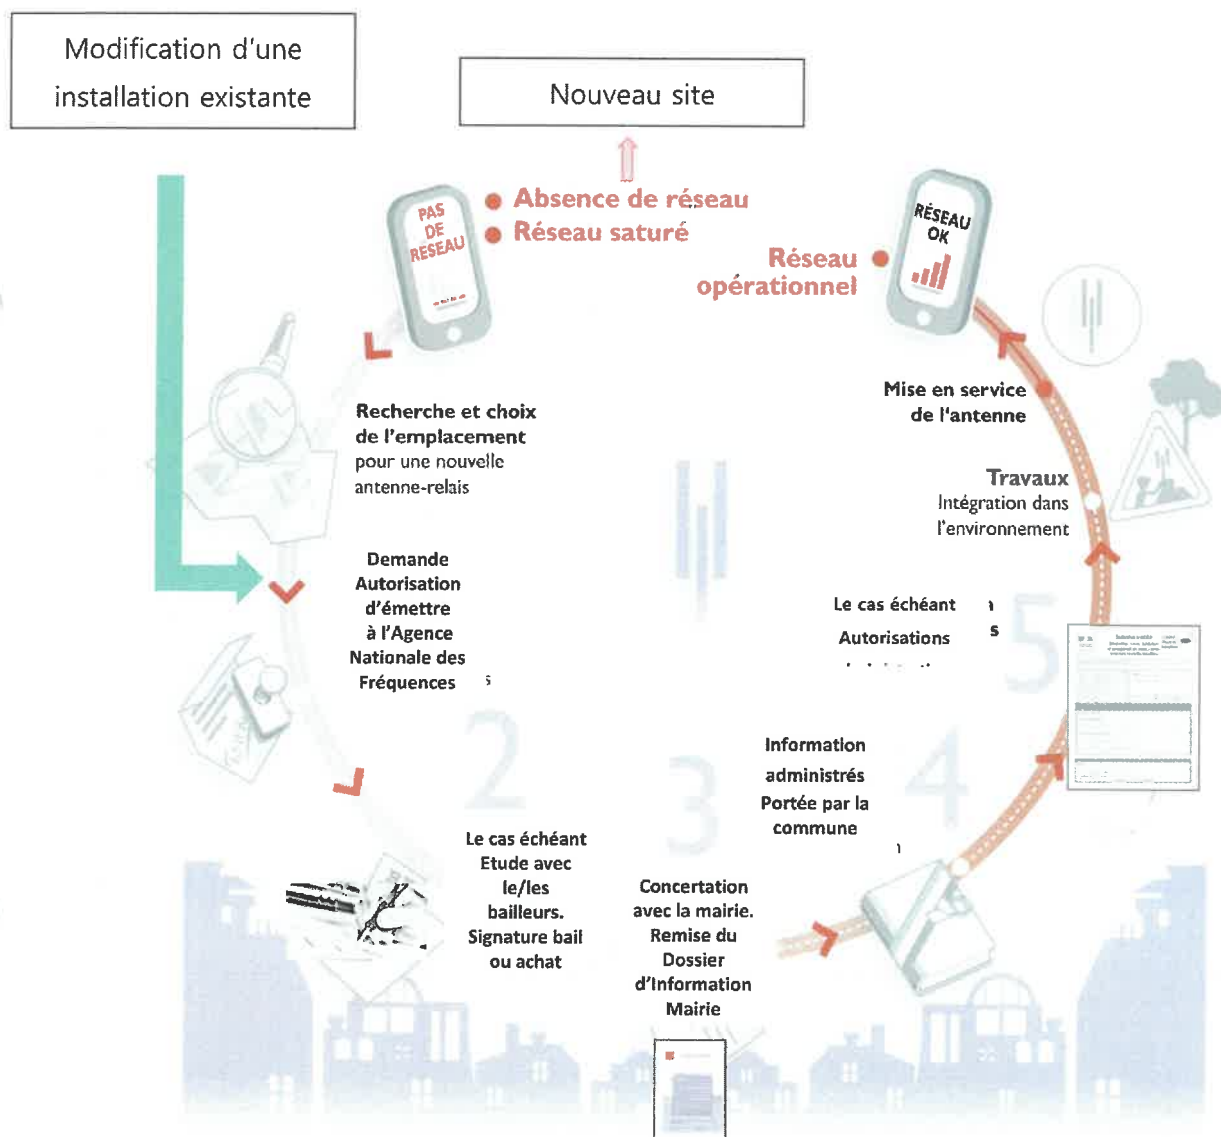 Modification d'une
installation existante
Nouveau site
PAS
DE
RÉSEAU
Absence de réseau
Réseau saturé
RÉSEAU
OK
Réseau
opérationnel
Recherche et choix
de l'emplacement
pour une nouvelle
antenne-relais
Mise en service
de l'antenne
Travaux
Intégration dans
l'environnement
Demande
Autorisation
d'émettre
à l'Agence
Nationale des
Fréquences
Le cas échéant
Autorisations
5
2
3
4
Information
administrés
Portée par la
commune
Le cas échéant
Etude avec
le/les
bailleurs.
Signature bail
ou achat
Concertation
avec la mairie.
Remise du
Dossier
d'Information
Mairie